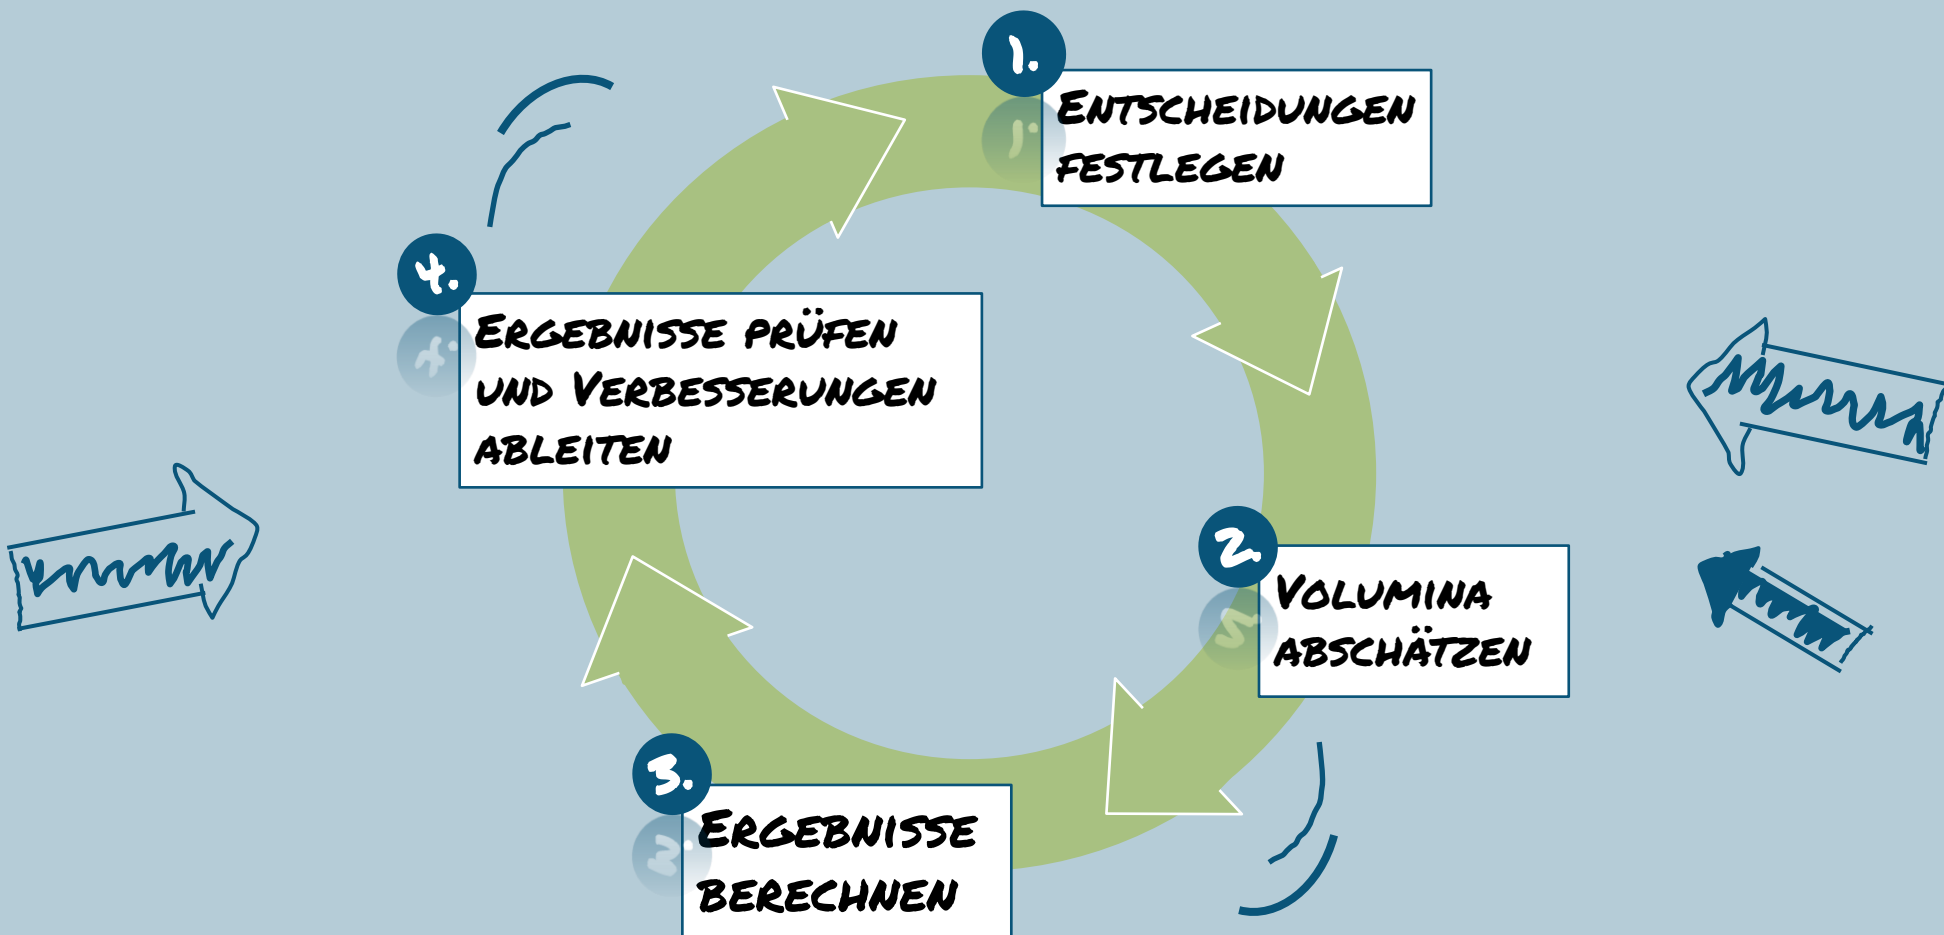 1.
Entscheidungen
festlegen
2.
Volumina
abschätzen
3.
Ergebnisse
berechnen
4.
Ergebnisse prüfen
und Verbesserungen
ableiten